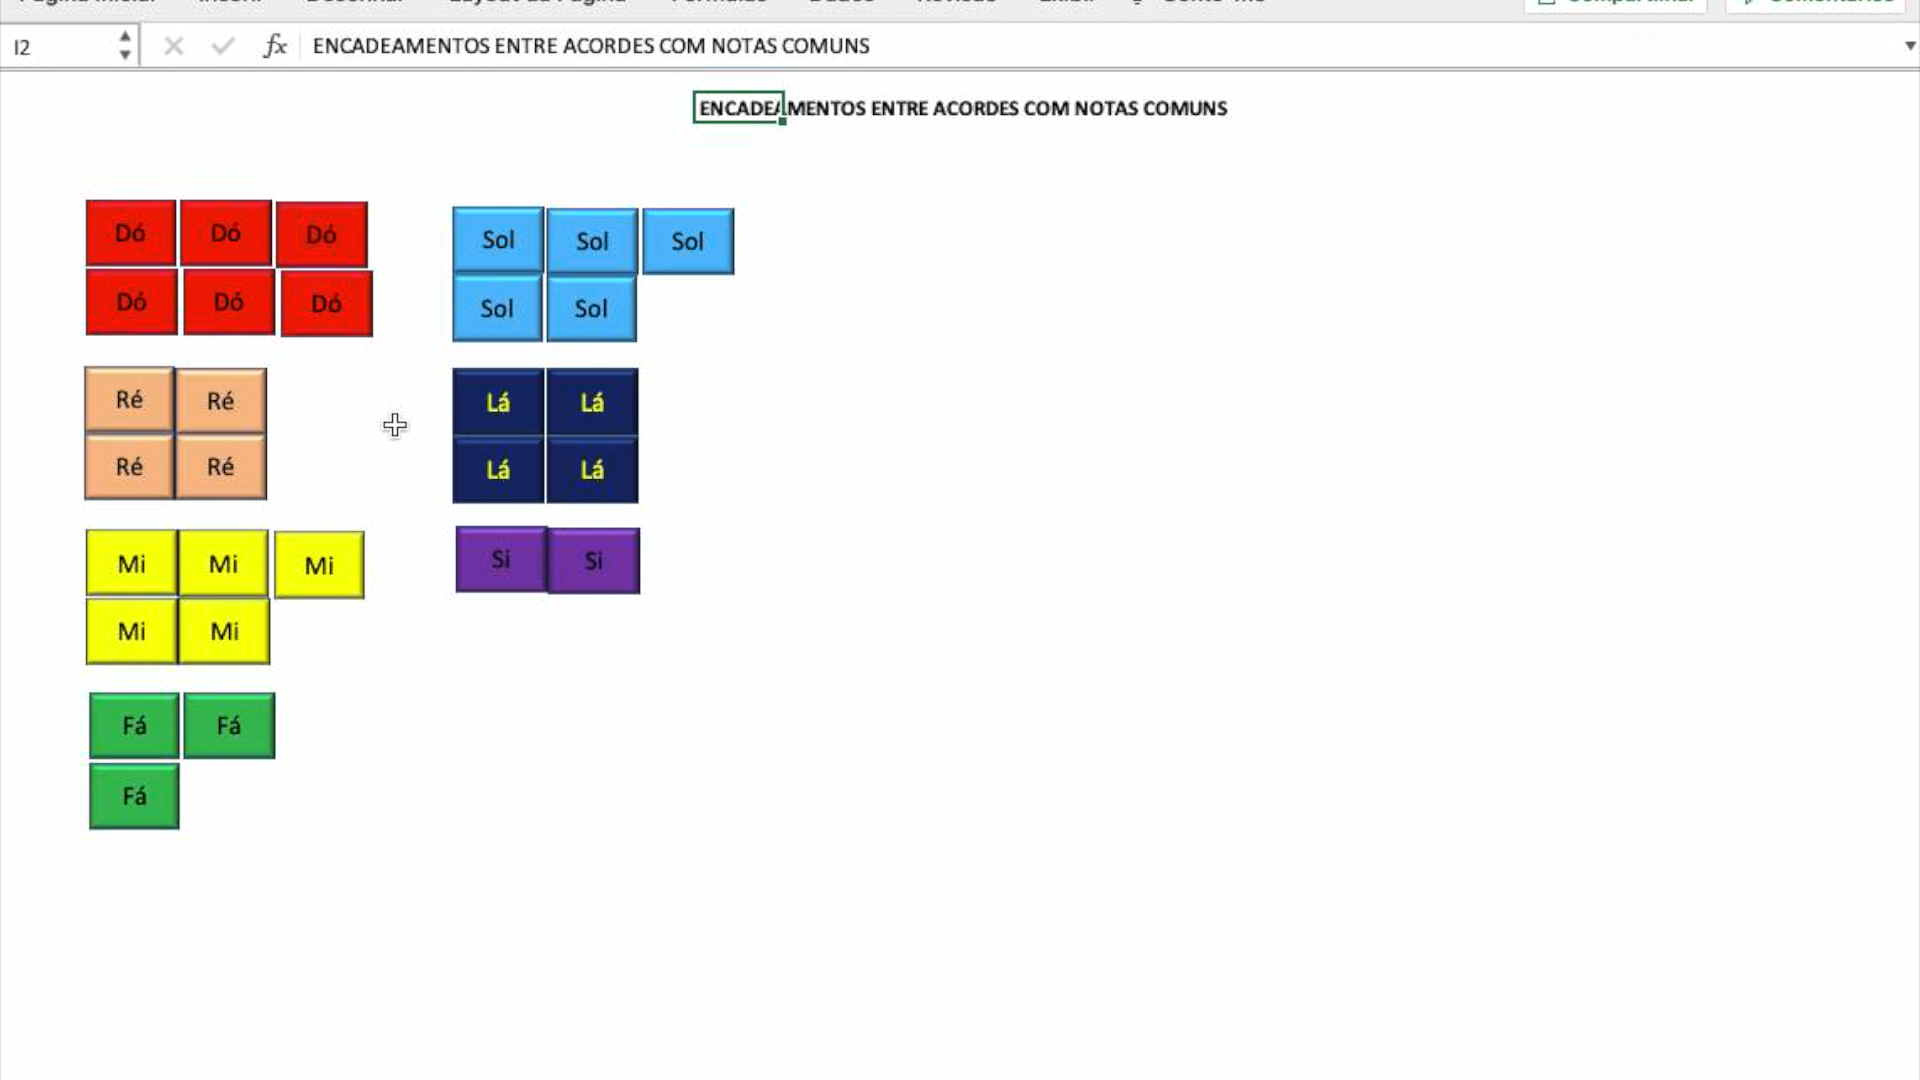 I2 fx ENCADEAMENTOS ENTRE ACORDES COM NOTAS COMUNS
ENCADEAMENTOS ENTRE ACORDES COM NOTAS COMUNS
Dó Dó Dó
Dó Dó Dó
Ré Ré
Ré Ré
Mi Mi Mi
Mi Mi
Fá Fá
Fá
Sol Sol Sol
Sol Sol
Lá Lá
Lá Lá
Si Si